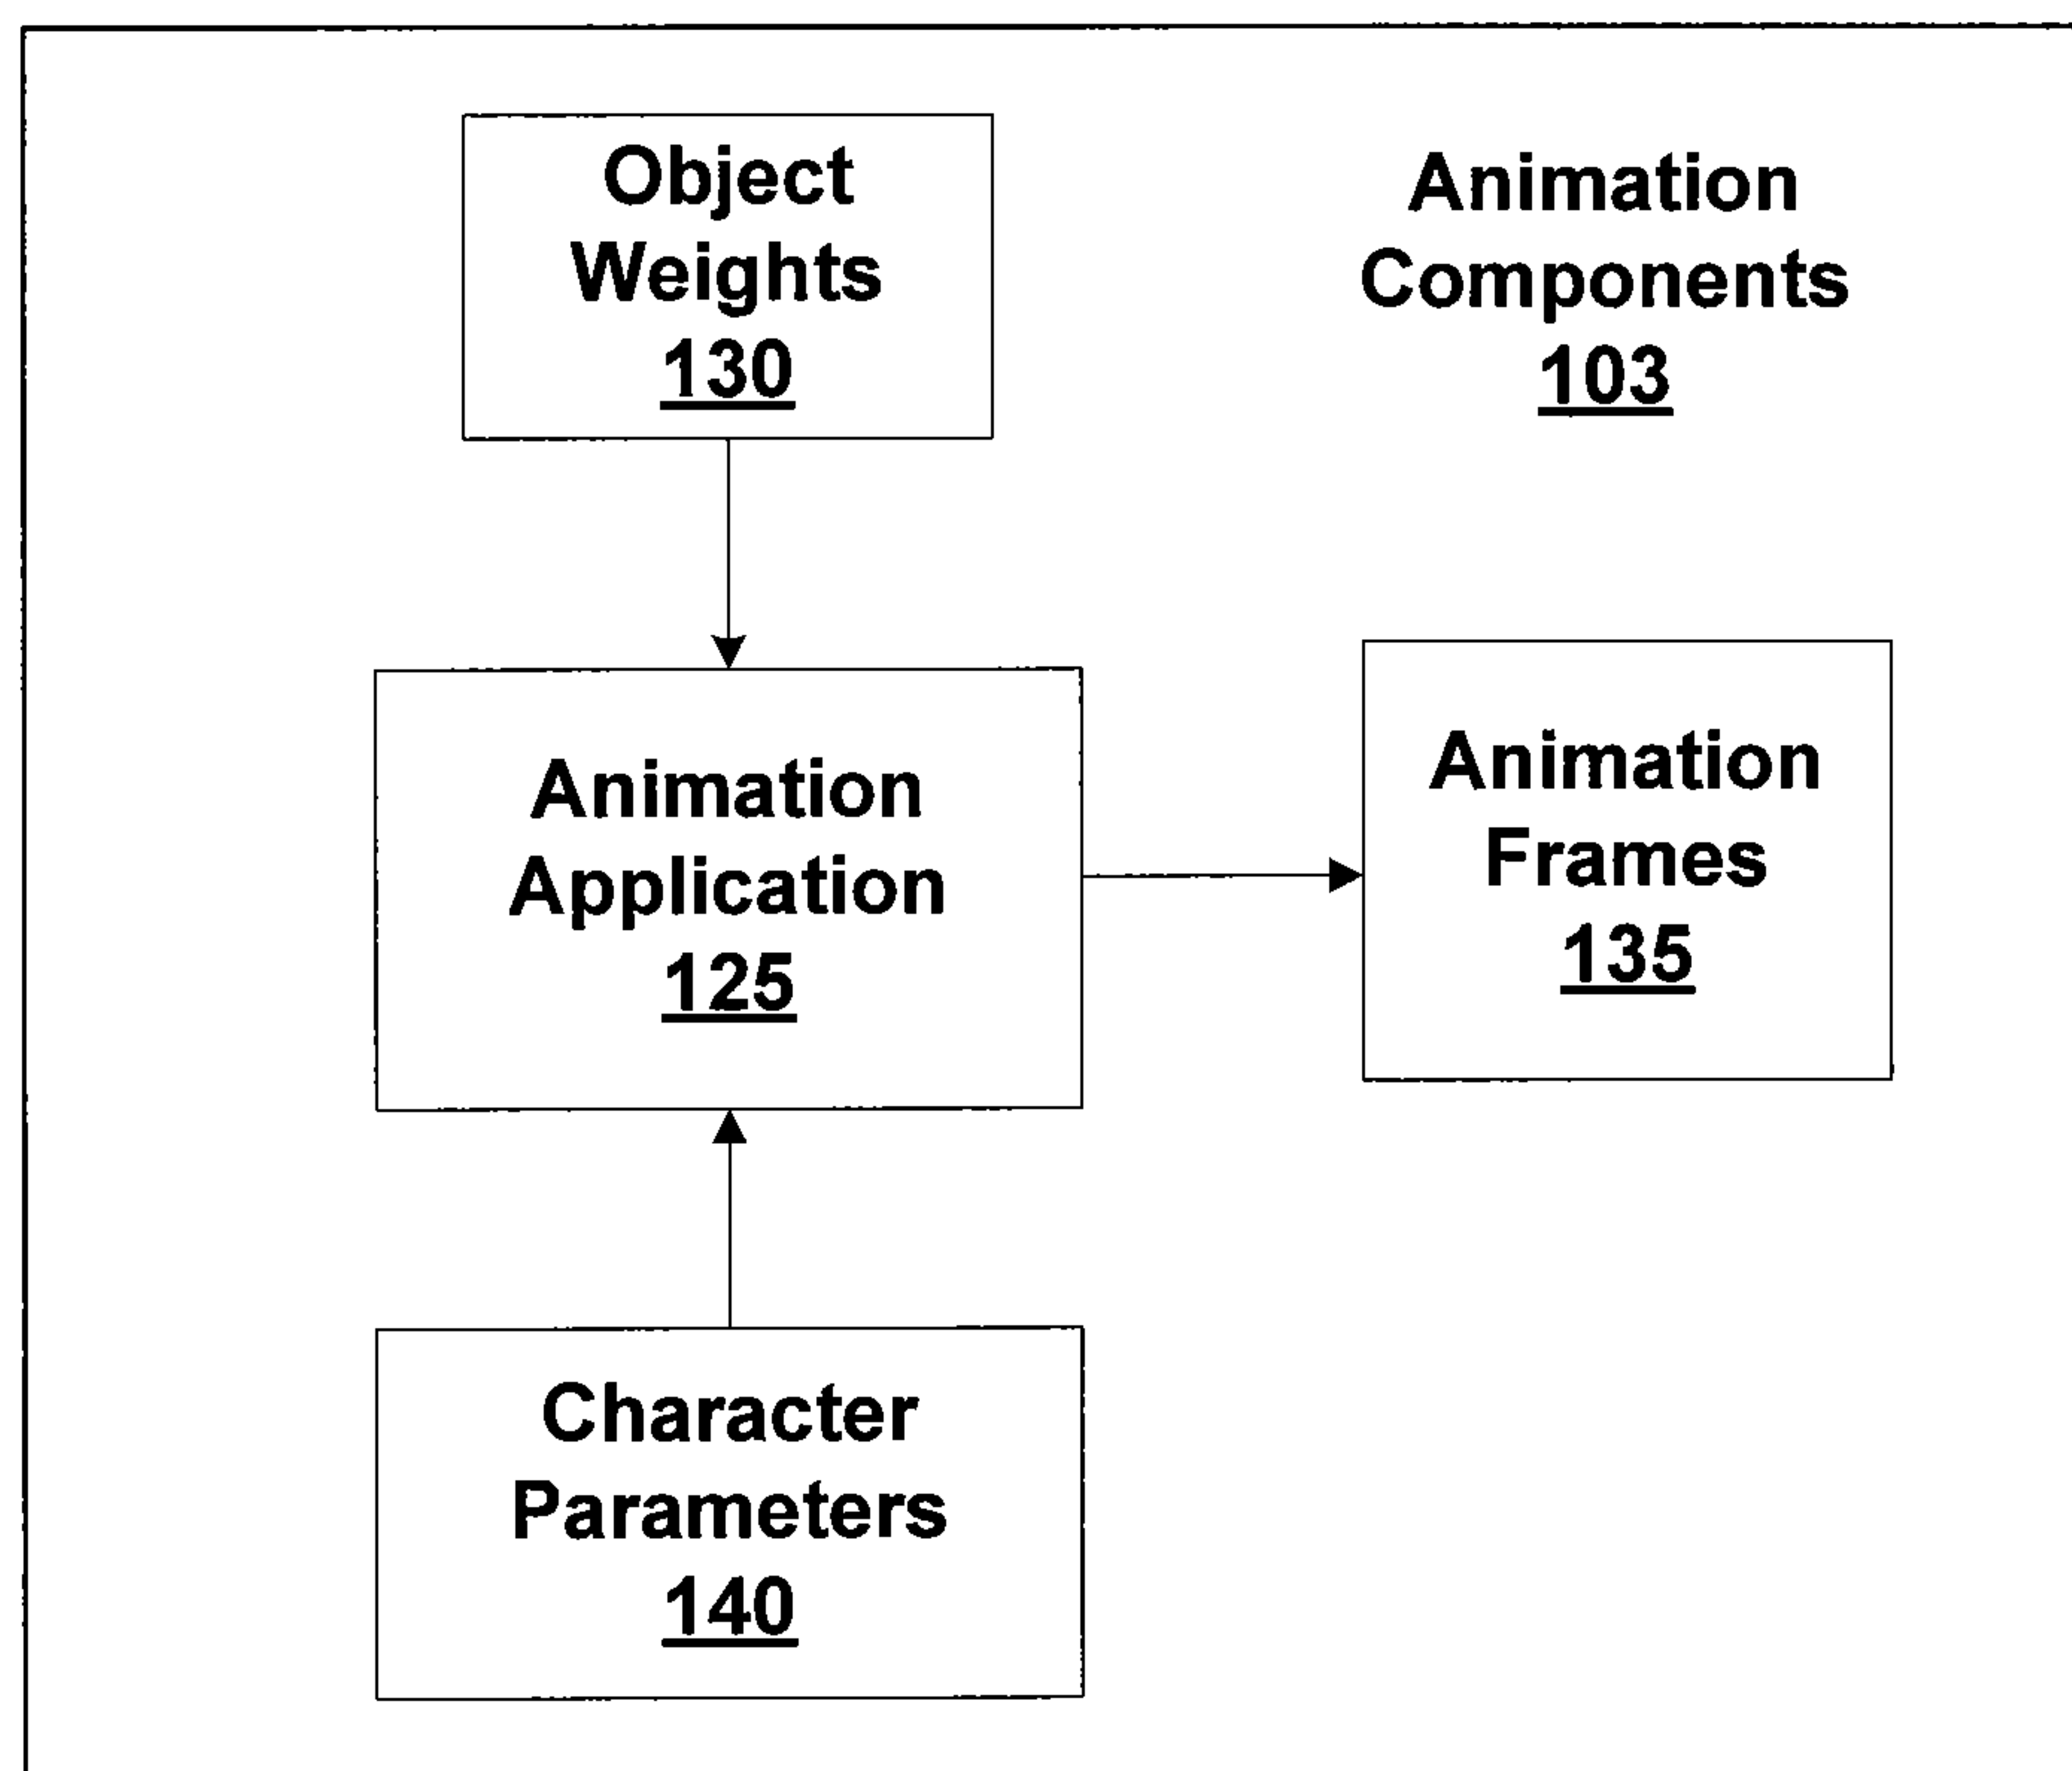 Object
Weights
130
Animation
Components
103
Animation
Application
125
Animation
Frames
135
Character
Parameters
140